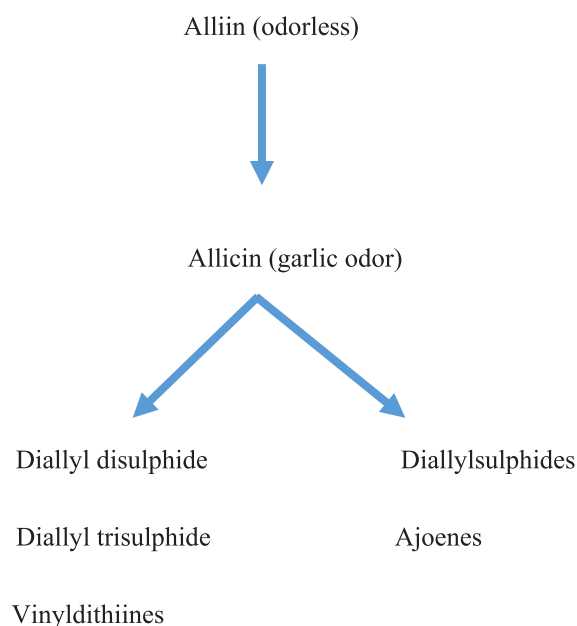 Alliin (odorless)
Allicin (garlic odor)
Diallyl disulphide
Diallylsulphides
Diallyl trisulphide
Ajoenes
Vinyldithiines